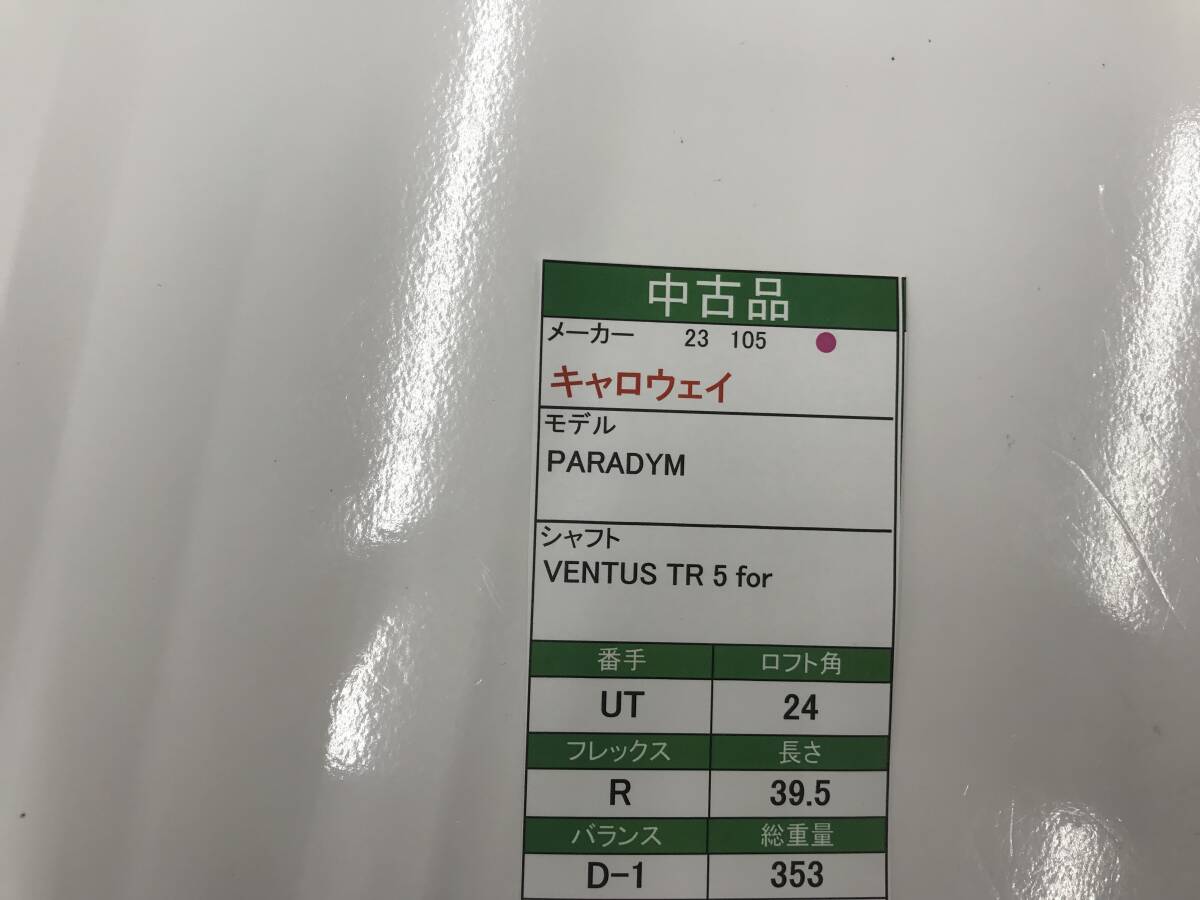 中古品
メーカー 23 105
キャロウェイ
モデル
PARADYM
シャフト
VENTUS TR 5 for
番手 ロフト角
UT 24
フレックス 長さ
R 39.5
バランス 総重量
D-1 353